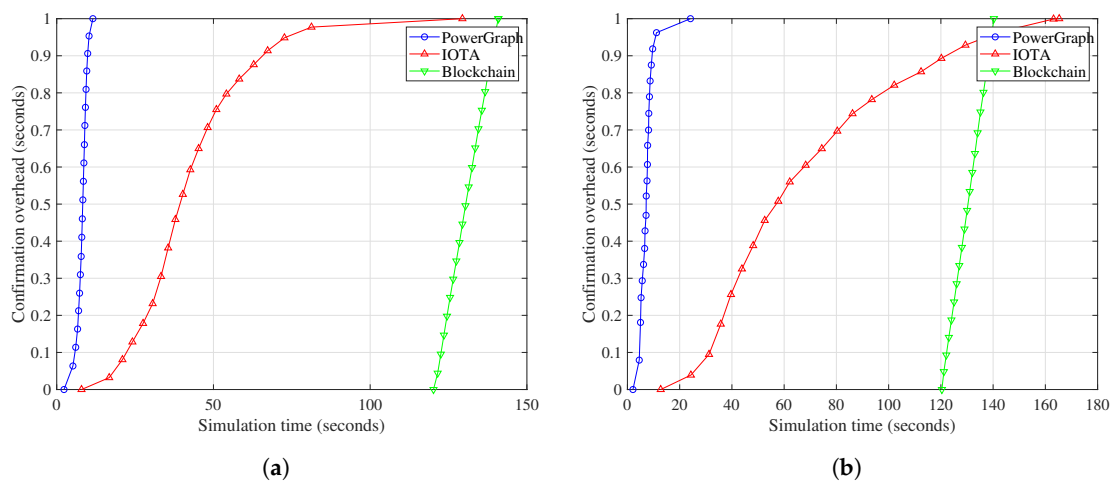 1
0.9
0.8
0.7
0.6
0.5
0.4
0.3
0.2
0.1
0
Confirmation overhead (seconds)
PowerGraph
IOTA
Blockchain
0 50 100 150
Simulation time (seconds)
(a)
1
0.9
0.8
0.7
0.6
0.5
0.4
0.3
0.2
0.1
0
Confirmation overhead (seconds)
PowerGraph
IOTA
Blockchain
0 20 40 60 80 100 120 140 160 180
Simulation time (seconds)
(b)